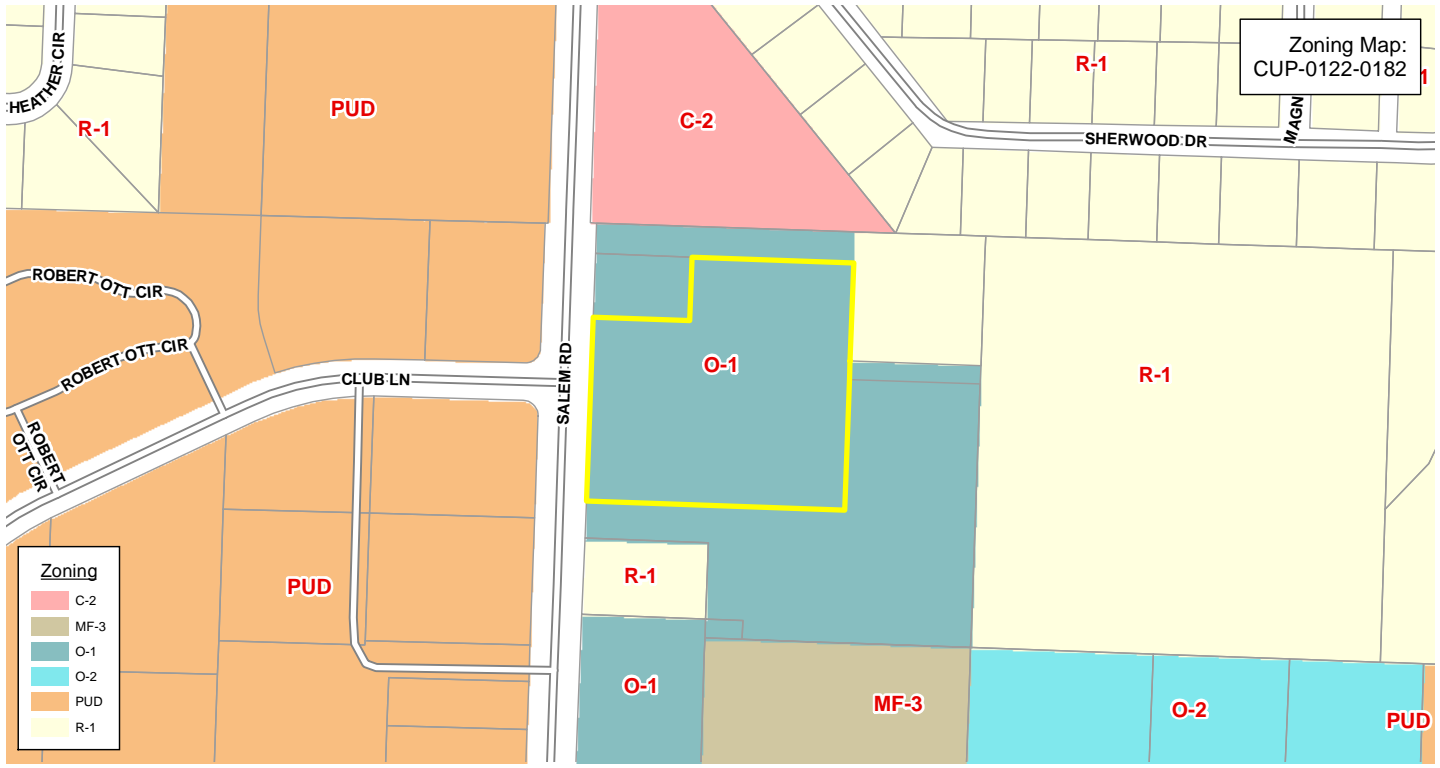 Zoning Map:
CUP-0122-0182
HEATHER CIR
R-1
PUD
C-2
R-1
1
SHERWOOD DR
MAGN
ROBERT OTT CIR
ROBERT OTT CIR
ROBERT
OTT CIR
CLUB LN
SALEM RD
O-1
R-1
R-1
PUD
O-1
MF-3
O-2
PUD
Zoning
C-2
MF-3
O-1
O-2
PUD
R-1